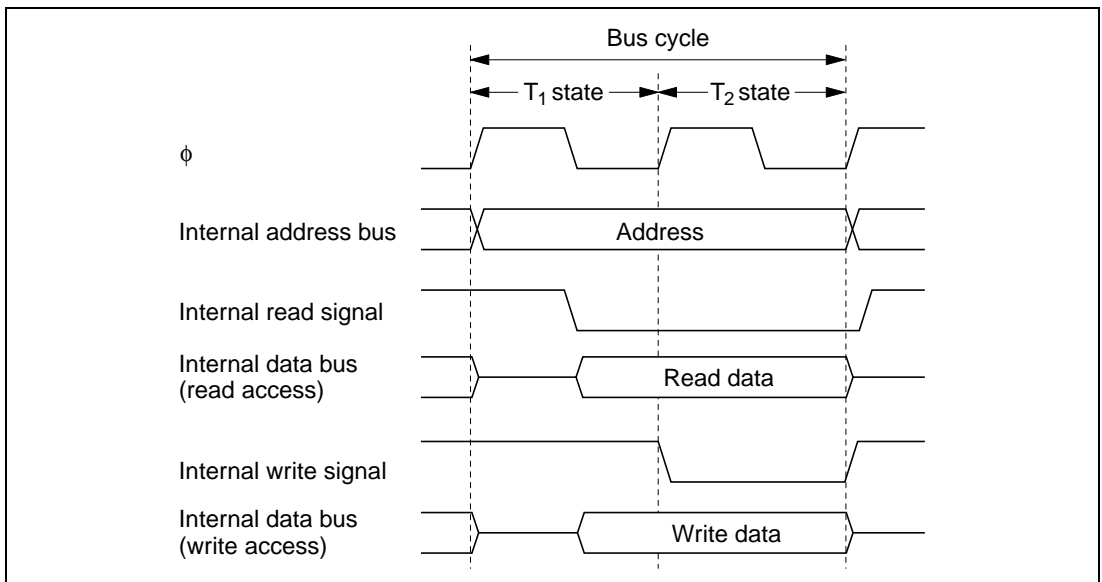 Bus cycle
T₁ state
T₂ state
ϕ
Internal address bus
Address
Internal read signal
Internal data bus
(read access)
Read data
Internal write signal
Internal data bus
(write access)
Write data